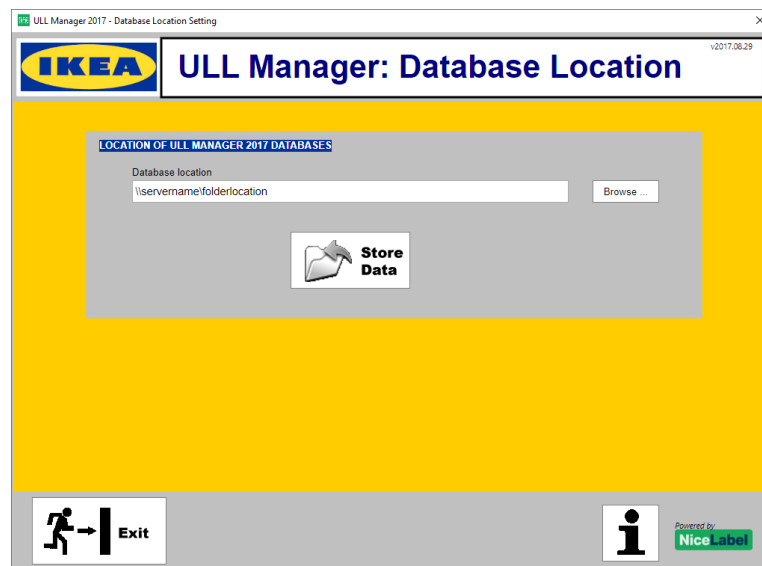 ULL Manager 2017 - Database Location Setting
IKEA
ULL Manager: Database Location
v2017.08.29
LOCATION OF ULL MANAGER 2017 DATABASES
Database location
\\servername\folderlocation
Browse ...
Store
Data
Exit
Powered by
NiceLabel